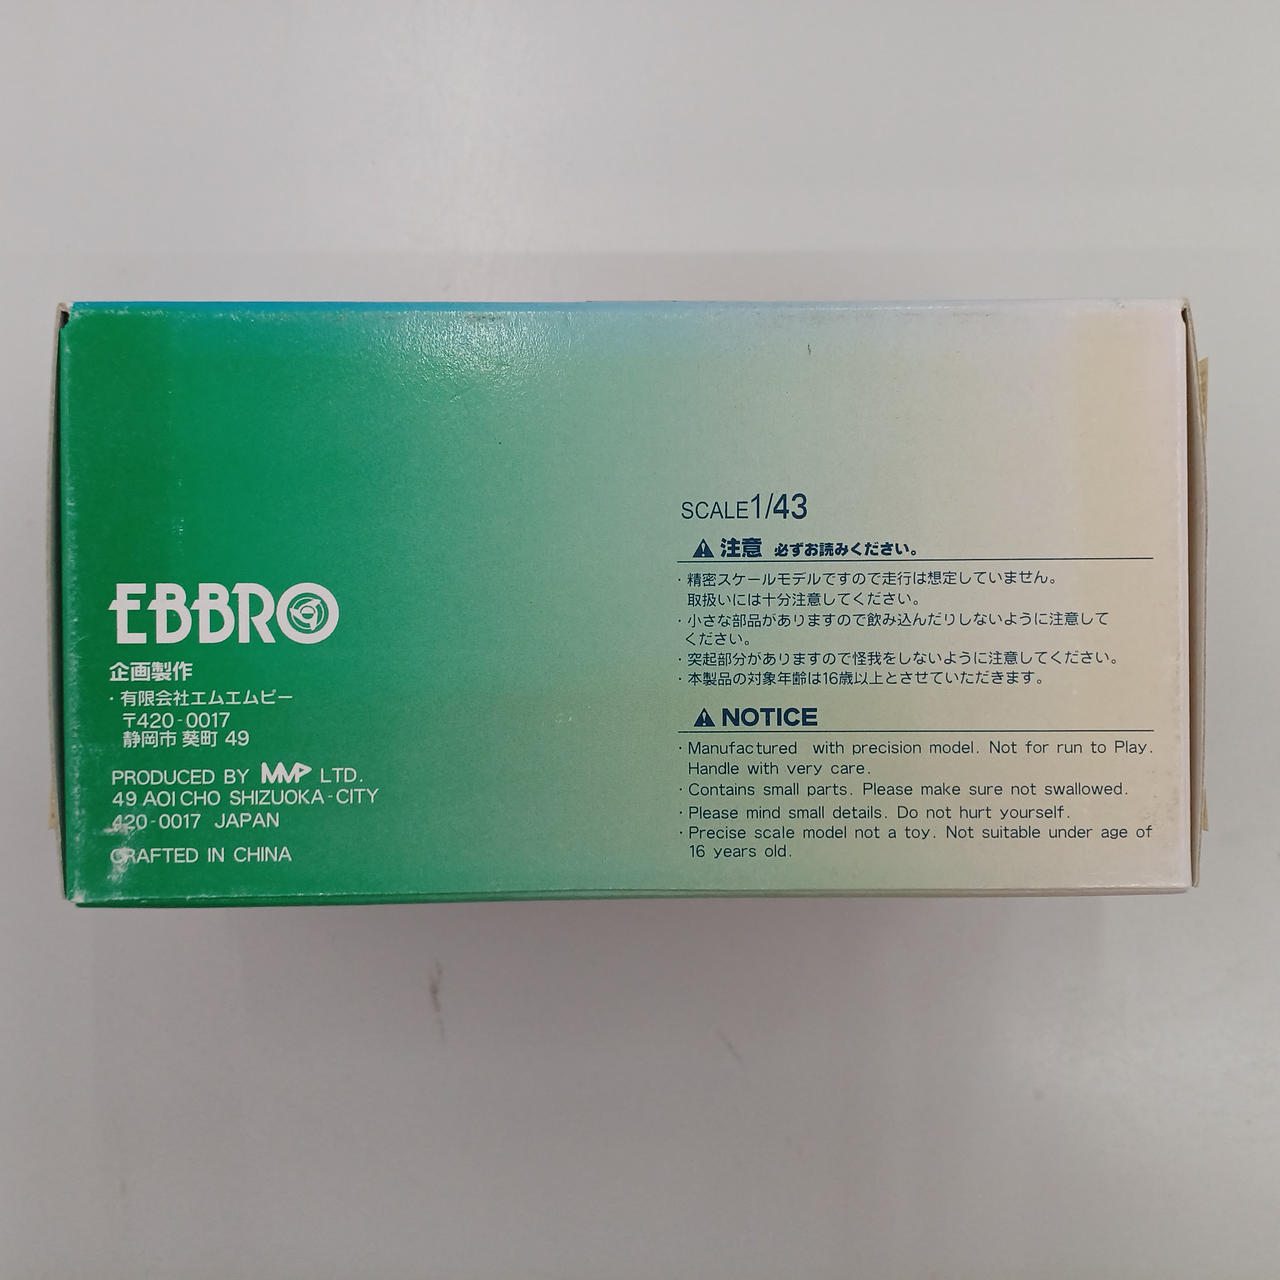 EBBRO
企画製作
・有限会社エムエムピー
〒420-0017
静岡市 葵町 49
PRODUCED BY MMP LTD.
49 AOI CHO SHIZUOKA-CITY
420-0017 JAPAN
CRAFTED IN CHINA
SCALE1/43
⚠注意 必ずお読みください。
・精密スケールモデルですので走行は想定していません。
取扱いには十分注意してください。
・小さな部品がありますので飲み込んだりしないように注意して
ください。
・突起部分がありますので怪我をしないように注意してください。
・本製品の対象年齢は16歳以上とさせていただきます。
⚠NOTICE
・Manufactured with precision model. Not for run to Play.
Handle with very care.
・Contains small parts. Please make sure not swallowed.
・Please mind small details. Do not hurt yourself.
・Precise scale model not a toy. Not suitable under age of
16 years old.